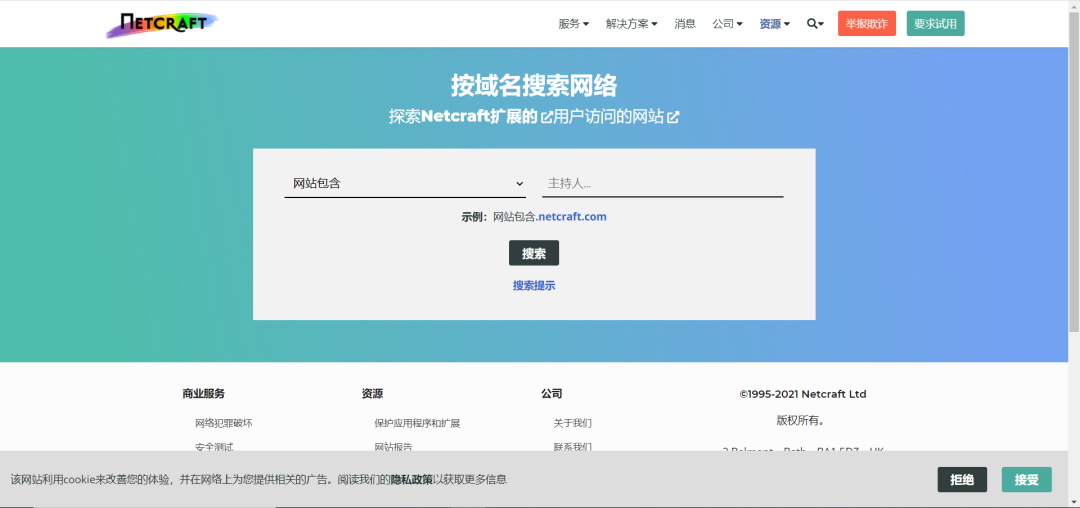 NETCRAFT
服务 解决方案 消息 公司 资源 举报欺诈 要求试用
按域名搜索网络
探索Netcraft扩展的用户访问的网站
网站包含 主持人...
示例：网站包含.netcraft.com
搜索
搜索提示
商业服务 资源 公司 ©1995-2021 Netcraft Ltd
网络犯罪破坏 保护应用程序和扩展 关于我们 版权所有。
安全测试 网站报告 联系我们
该网站利用cookie来改善您的体验，并在网络上为您提供相关的广告。阅读我们的隐私政策以获取更多信息 拒绝 接受